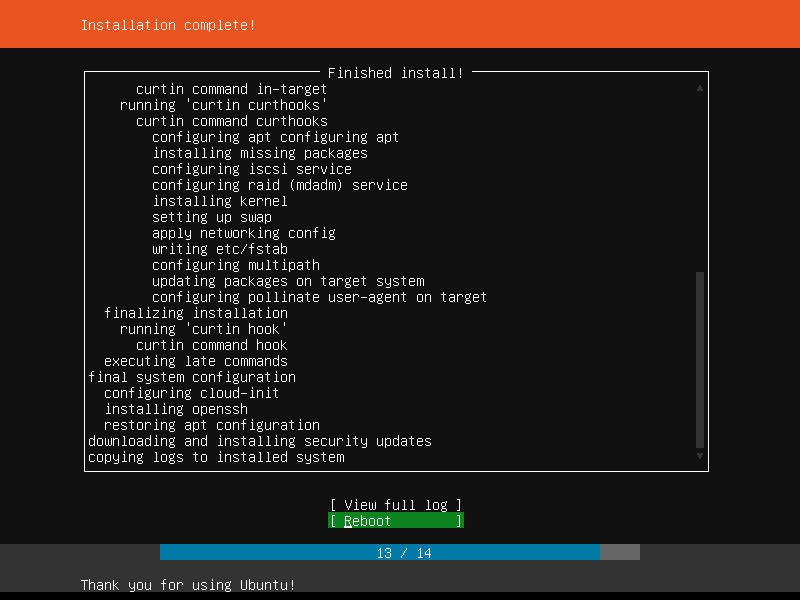 Installation complete!
Finished install!
curtin command in-target
running 'curtin curthooks'
curtin command curthooks
configuring apt configuring apt
installing missing packages
configuring iscsi service
configuring raid (mdadm) service
installing kernel
setting up swap
apply networking config
writing etc/fstab
configuring multipath
updating packages on target system
configuring pollinate user-agent on target
finalizing installation
running 'curtin hook'
curtin command hook
executing late commands
final system configuration
configuring cloud-init
installing openssh
restoring apt configuration
downloading and installing security updates
copying logs to installed system
[ View full log ]
[ Reboot ]
13 / 14
Thank you for using Ubuntu!